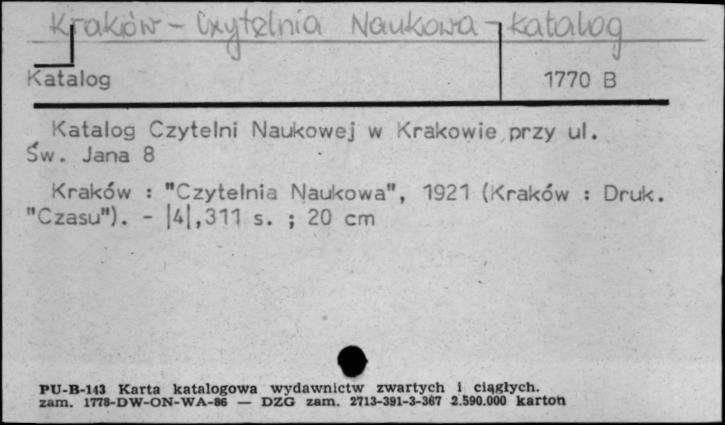 Kraków - Czytelnia Naukowa - katalog
Katalog 1770 B
Katalog Czytelni Naukowej w Krakowie przy ul.
Św. Jana 8
Kraków : "Czytelnia Naukowa", 1921 (Kraków : Druk.
"Czasu"). - |4|,311 s. ; 20 cm
PU-B-143 Karta katalogowa wydawnictw zwartych i ciągłych.
zam. 1778-DW-ON-WA-86 — DZG zam. 2713-391-3-367 2.590.000 karton